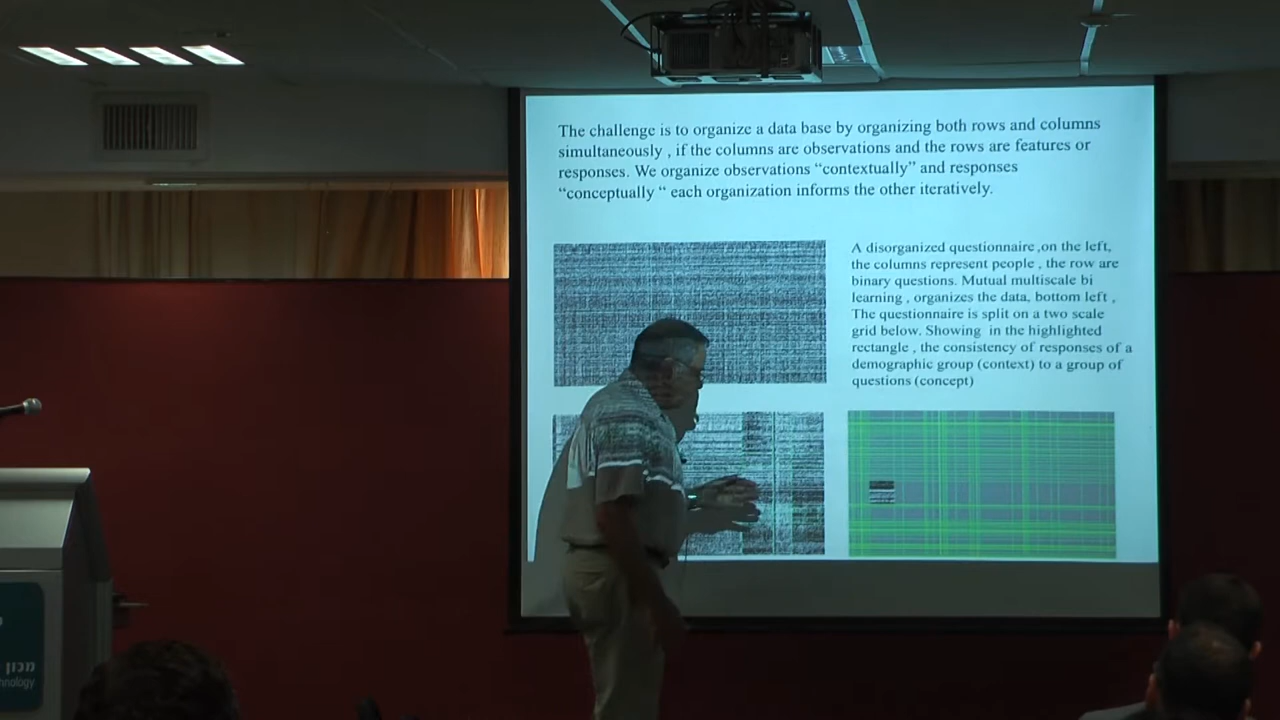 The challenge is to organize a data base by organizing both rows and columns
simultaneously , if the columns are observations and the rows are features or
responses. We organize observations “contextually” and responses
“conceptually “ each organization informs the other iteratively.
A disorganized questionnaire ,on the left,
the columns represent people , the row are
binary questions. Mutual multiscale bi
learning , organizes the data, bottom left ,
The questionnaire is split on a two scale
grid below. Showing in the highlighted
rectangle , the consistency of responses of a
demographic group (context) to a group of
questions (concept)
מכון